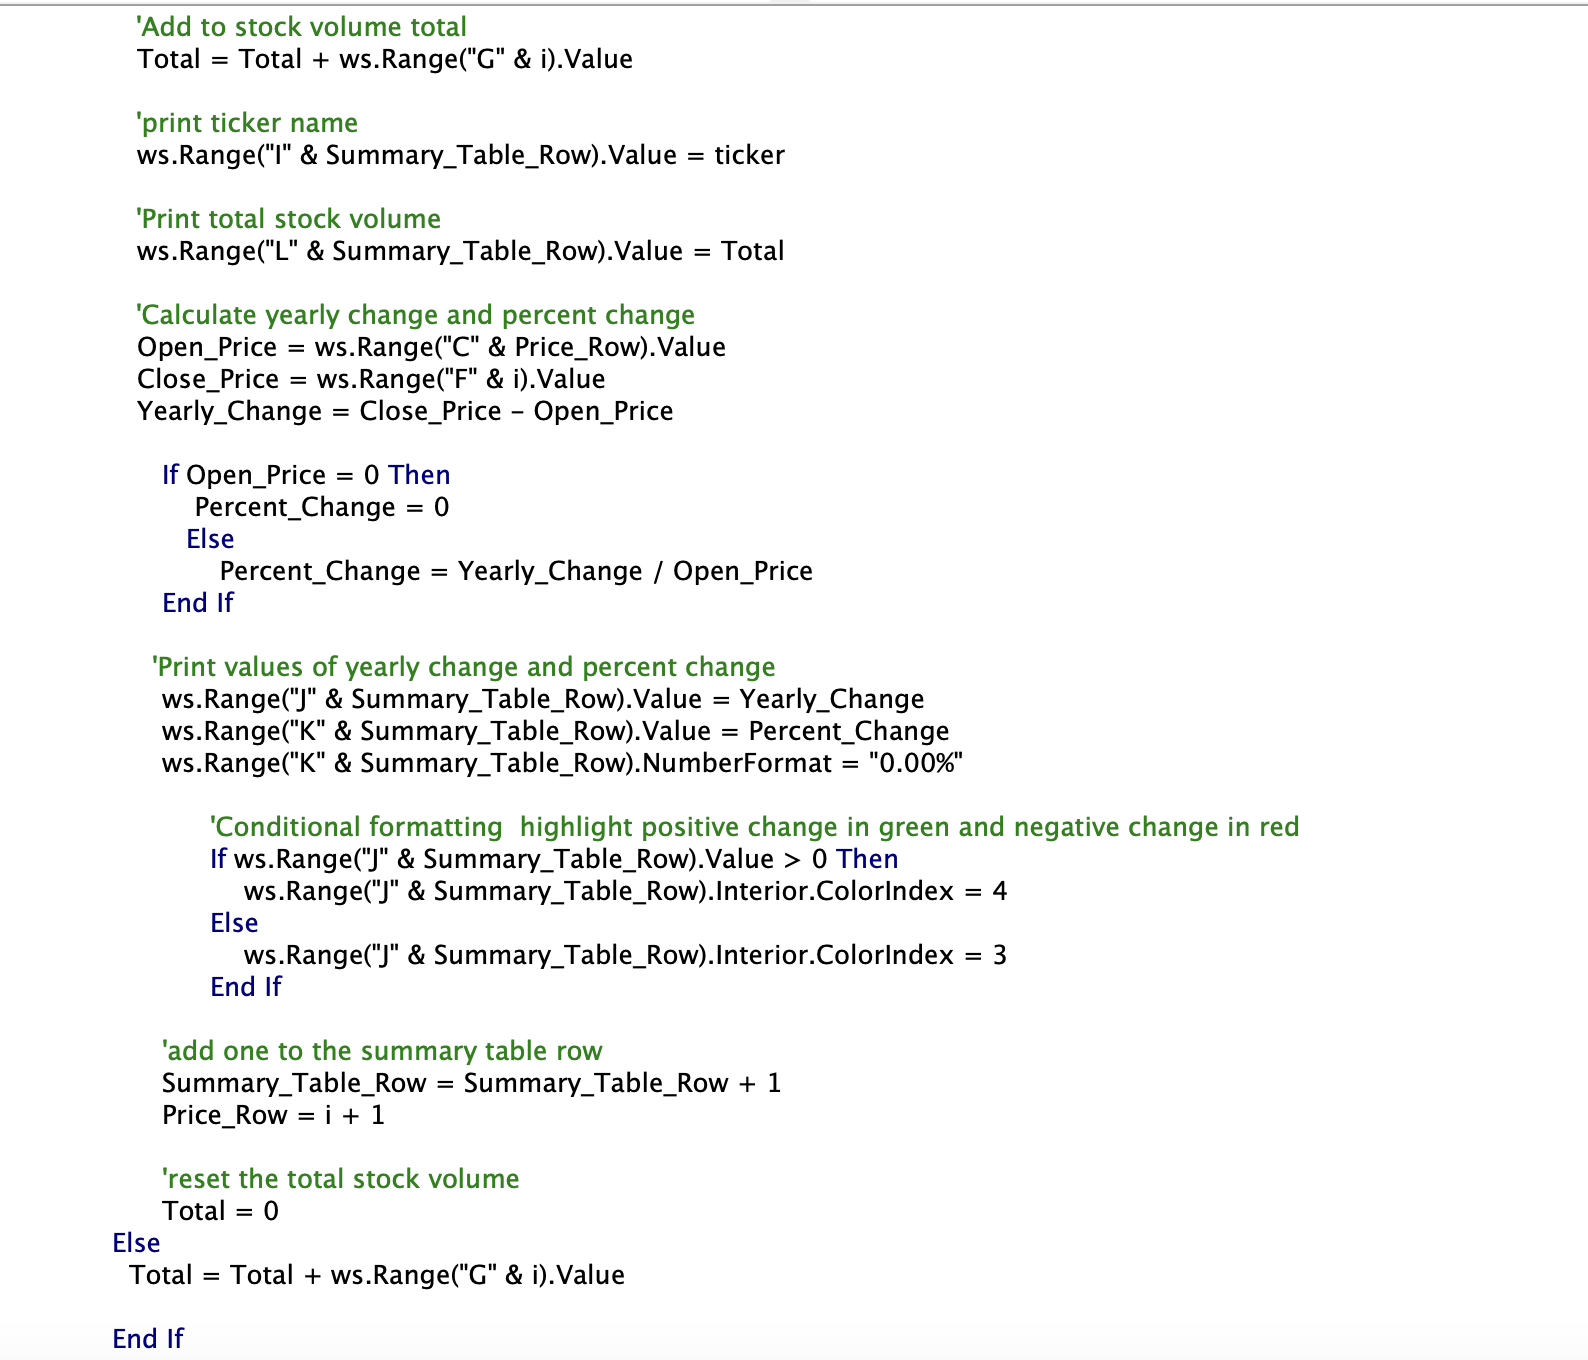 'Add to stock volume total
Total = Total + ws.Range("G" & i).Value
'print ticker name
ws.Range("I" & Summary_Table_Row).Value = ticker
'Print total stock volume
ws.Range("L" & Summary_Table_Row).Value = Total
'Calculate yearly change and percent change
Open_Price = ws.Range("C" & Price_Row).Value
Close_Price = ws.Range("F" & i).Value
Yearly_Change = Close_Price - Open_Price
If Open_Price = 0 Then
Percent_Change = 0
Else
Percent_Change = Yearly_Change / Open_Price
End If
'Print values of yearly change and percent change
ws.Range("J" & Summary_Table_Row).Value = Yearly_Change
ws.Range("K" & Summary_Table_Row).Value = Percent_Change
ws.Range("K" & Summary_Table_Row).NumberFormat = "0.00%"
'Conditional formatting  highlight positive change in green and negative change in red
If ws.Range("J" & Summary_Table_Row).Value > 0 Then
ws.Range("J" & Summary_Table_Row).Interior.ColorIndex = 4
Else
ws.Range("J" & Summary_Table_Row).Interior.ColorIndex = 3
End If
'add one to the summary table row
Summary_Table_Row = Summary_Table_Row + 1
Price_Row = i + 1
'reset the total stock volume
Total = 0
Else
Total = Total + ws.Range("G" & i).Value
End If